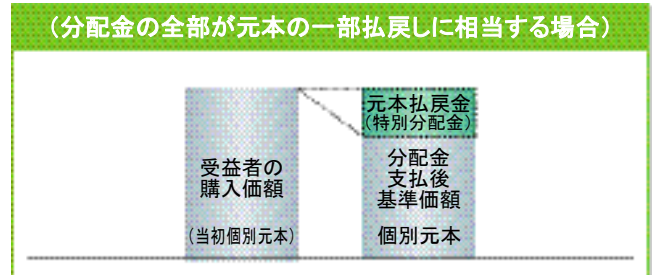 (分配金の全部が元本の一部払戻しに相当する場合)
受益者の
購入価額
(当初個別元本)
元本払戻金
(特別分配金)
分配金
支払後
基準価額
個別元本